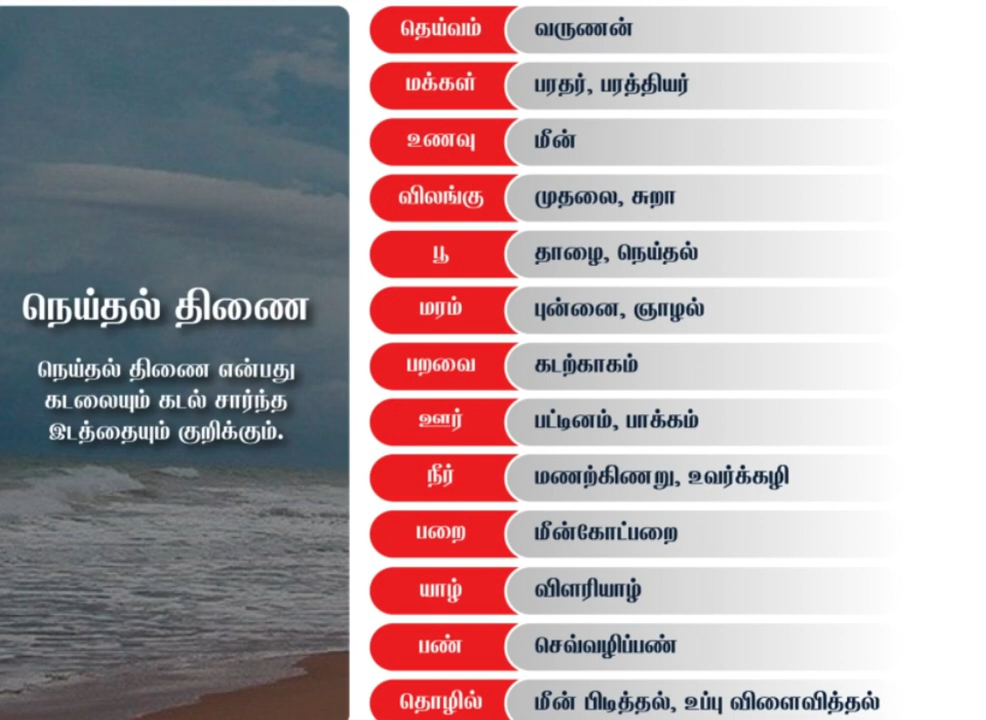 நெய்தல் திணை
நெய்தல் திணை என்பது
கடலையும் கடல் சார்ந்த
இடத்தையும் குறிக்கும்.
தெய்வம் வருணன்
மக்கள் பரதர், பரத்தியர்
உணவு மீன்
விலங்கு முதலை, சுறா
பூ தாழை, நெய்தல்
மரம் புன்னை, ஞாழல்
பறவை கடற்காகம்
ஊர் பட்டினம், பாக்கம்
நீர் மணற்கிணறு, உவர்க்கழி
பறை மீன்கோட்பறை
யாழ் விளரியாழ்
பண் செவ்வழிப்பண்
தொழில் மீன் பிடித்தல், உப்பு விளைவித்தல்